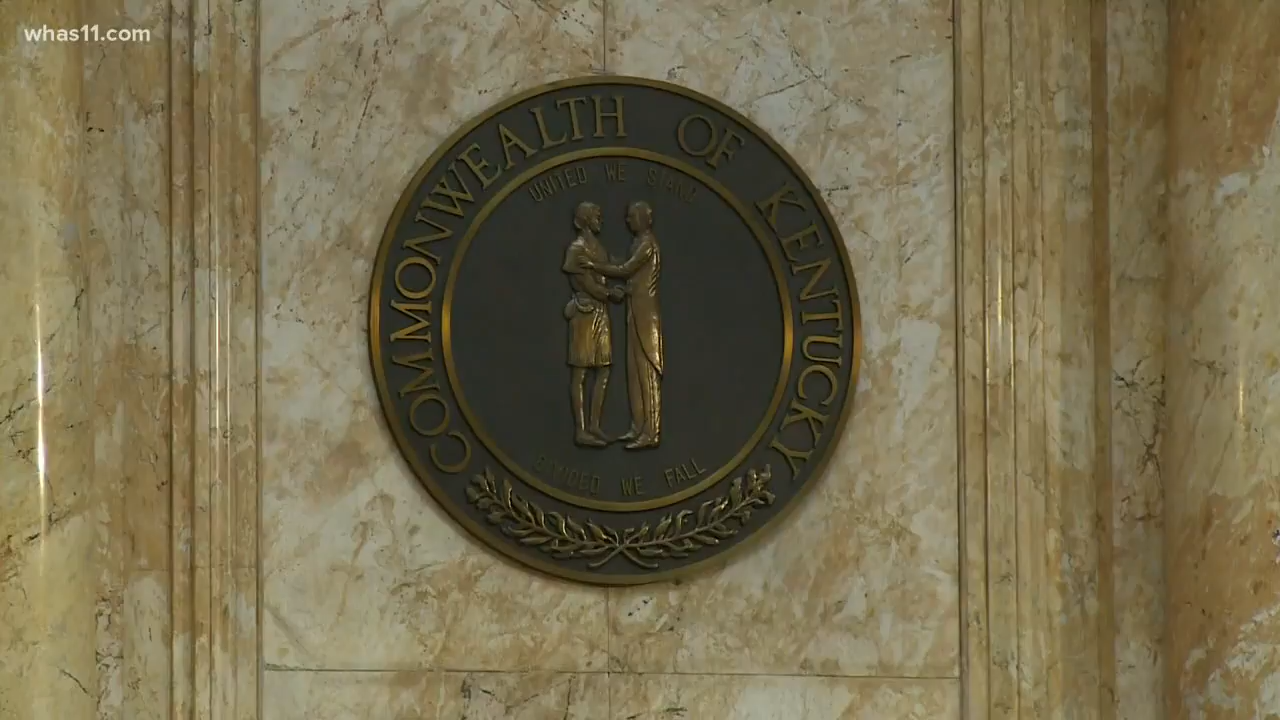 whas11.com
COMMONWEALTH OF KENTUCKY
UNITED WE STAND
DIVIDED WE FALL